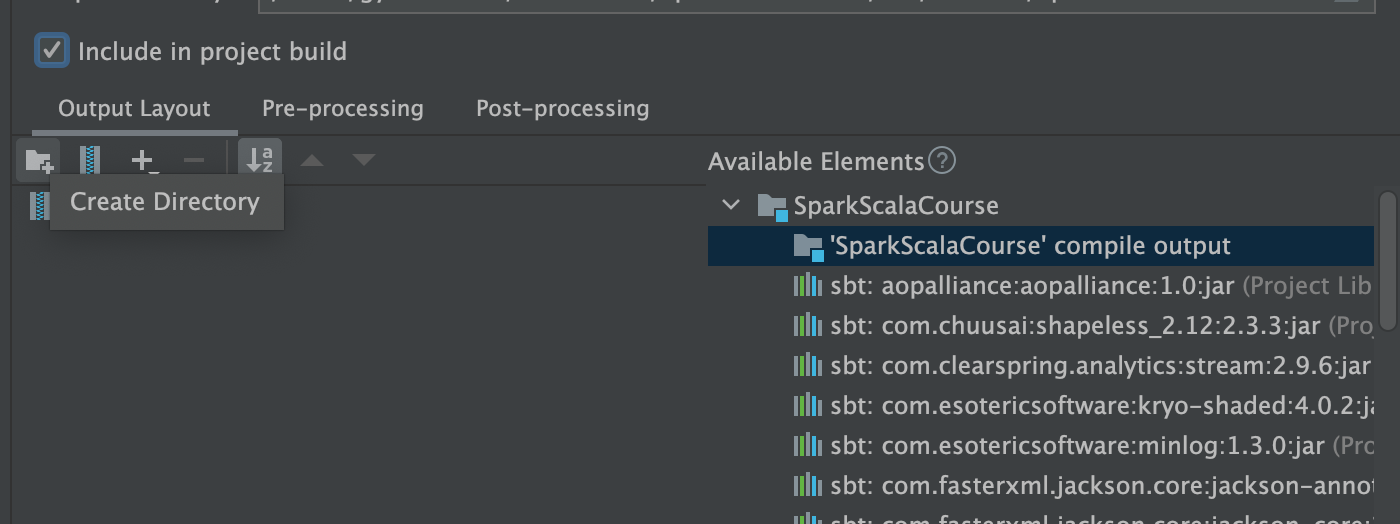 Include in project build
Output Layout
Pre-processing
Post-processing
Create Directory
Available Elements
SparkScalaCourse
'SparkScalaCourse' compile output
sbt: aopalliance:aopalliance:1.0:jar (Project Lib
sbt: com.chuusai:shapeless_2.12:2.3.3:jar (Pro
sbt: com.clearspring.analytics:stream:2.9.6:jar
sbt: com.esotericsoftware:kryo-shaded:4.0.2:ja
sbt: com.esotericsoftware:minlog:1.3.0:jar (Pro
sbt: com.fasterxml.jackson.core:jackson-annot